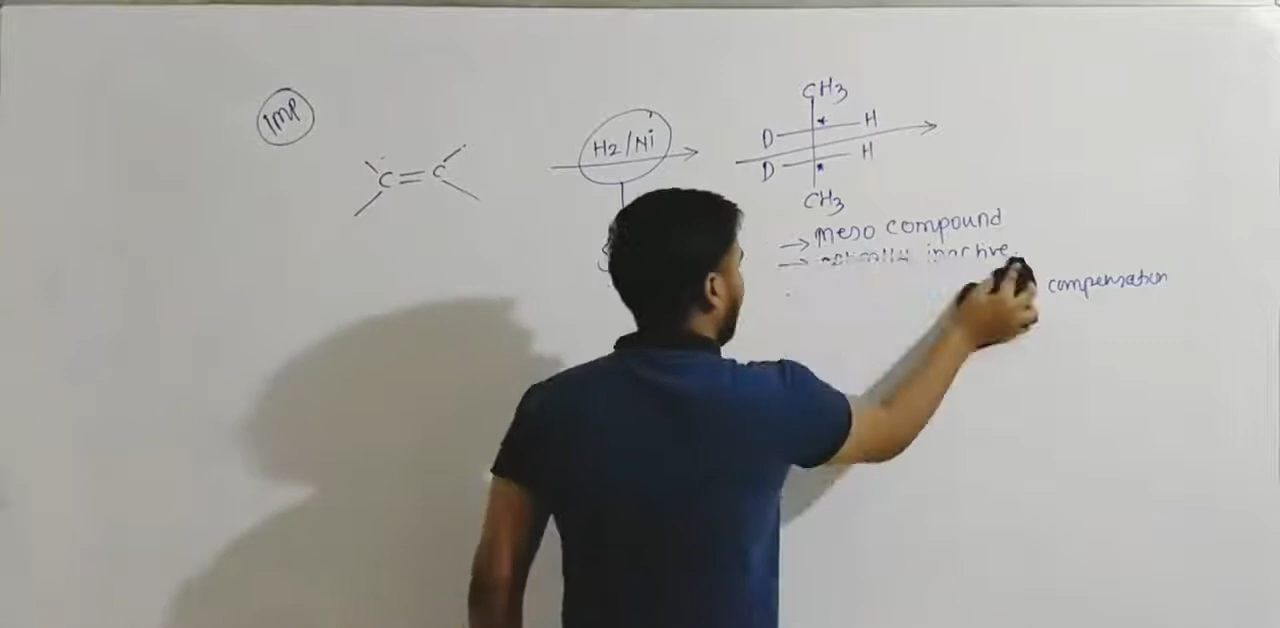 IMP
C=C
H2/Ni
CH3
D H
D H
CH3
→ meso compound
→ inactive
compensation